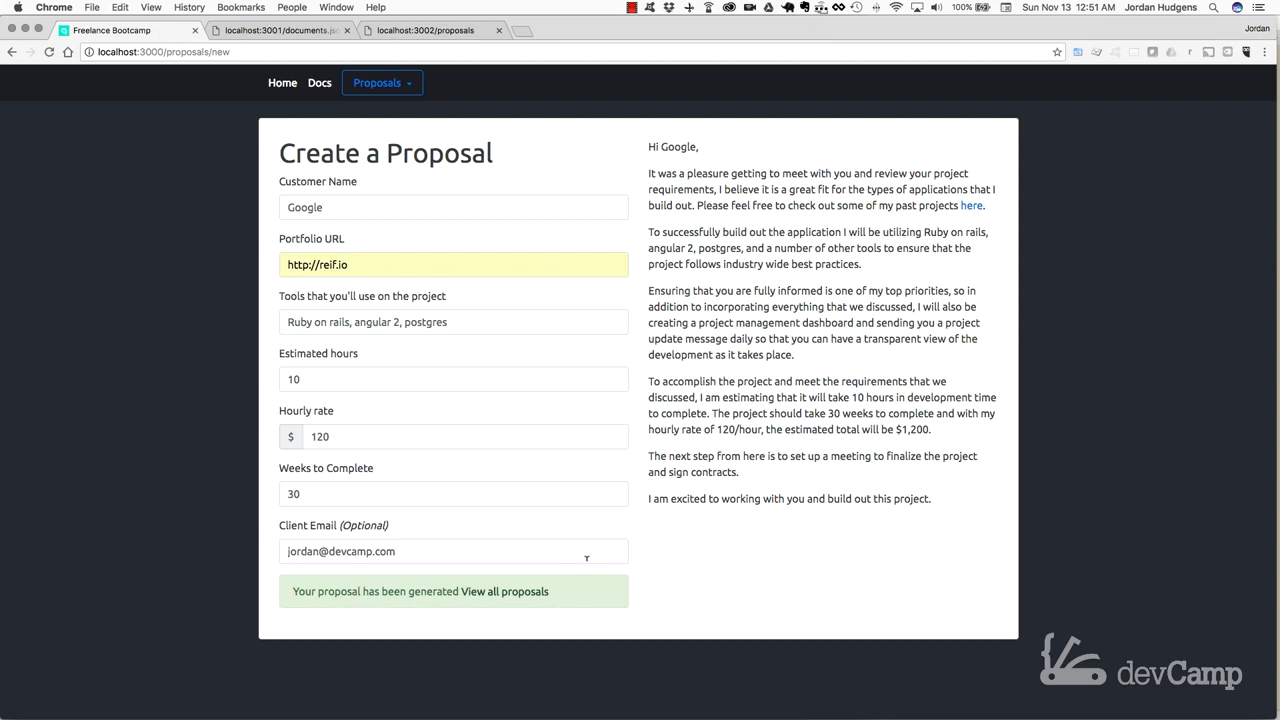 Chrome File Edit View History Bookmarks People Window Help 100% Sun Nov 13 12:51 AM Jordan Hudgens
Freelance Bootcamp localhost:3001/documents.jso localhost:3002/proposals Jordan
localhost:3000/proposals/new
Home Docs Proposals
Create a Proposal
Customer Name
Google
Portfolio URL
http://reif.io
Tools that you'll use on the project
Ruby on rails, angular 2, postgres
Estimated hours
10
Hourly rate
$ 120
Weeks to Complete
30
Client Email (Optional)
jordan@devcamp.com
Your proposal has been generated View all proposals
Hi Google,
It was a pleasure getting to meet with you and review your project
requirements, I believe it is a great fit for the types of applications that I
build out. Please feel free to check out some of my past projects here.
To successfully build out the application I will be utilizing Ruby on rails,
angular 2, postgres, and a number of other tools to ensure that the
project follows industry wide best practices.
Ensuring that you are fully informed is one of my top priorities, so in
addition to incorporating everything that we discussed, I will also be
creating a project management dashboard and sending you a project
update message daily so that you can have a transparent view of the
development as it takes place.
To accomplish the project and meet the requirements that we
discussed, I am estimating that it will take 10 hours in development time
to complete. The project should take 30 weeks to complete and with my
hourly rate of 120/hour, the estimated total will be $1,200.
The next step from here is to set up a meeting to finalize the project
and sign contracts.
I am excited to working with you and build out this project.
devCamp